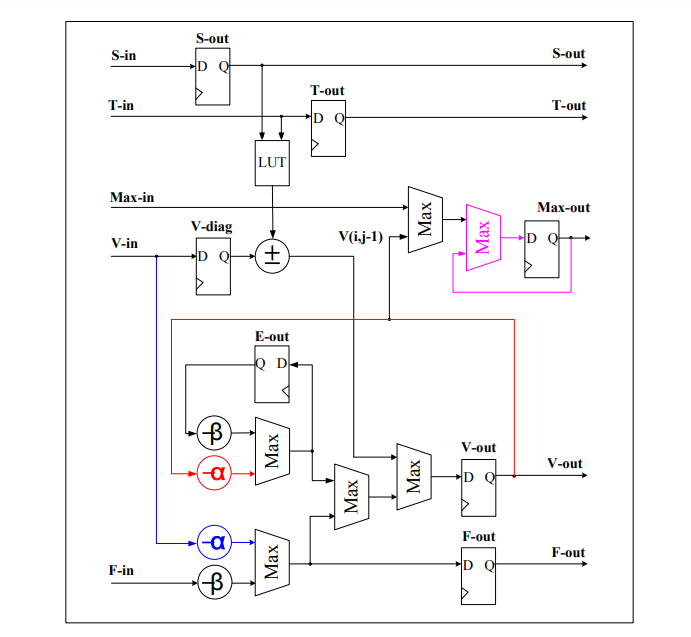 S-out
S-in
D Q
S-out
T-out
T-in
D Q
T-out
LUT
Max-in
Max
Max
Max-out
D Q
V-diag
V(i,j-1)
V-in
D Q
±
E-out
Q D
-β
Max
-α
Max
Max
V-out
D Q
V-out
-α
Max
F-in
-β
F-out
D Q
F-out